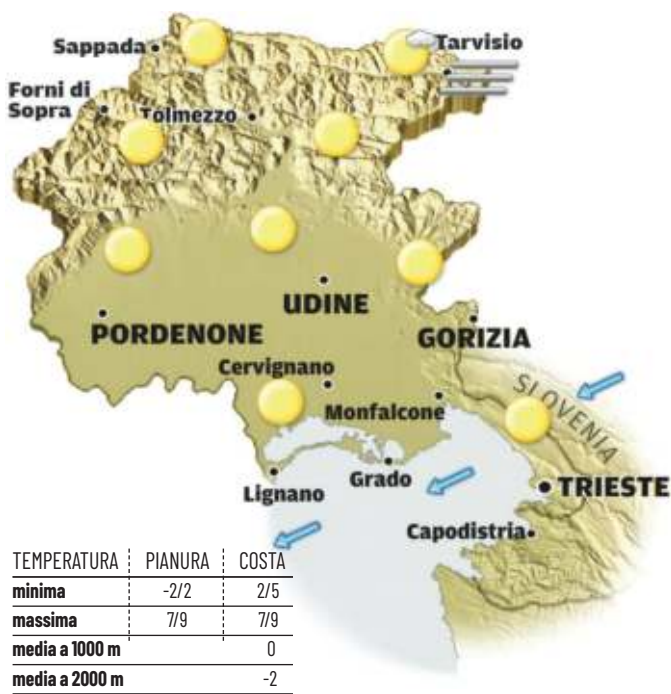 Sappada
Tarvisio
Forni di
Sopra
Tolmezzo
UDINE
PORDENONE
GORIZIA
Cervignano
SLOVENIA
Monfalcone
Grado
Lignano
TRIESTE
Capodistria
TEMPERATURA PIANURA COSTA
minima -2/2 2/5
massima 7/9 7/9
media a 1000 m 0
media a 2000 m -2